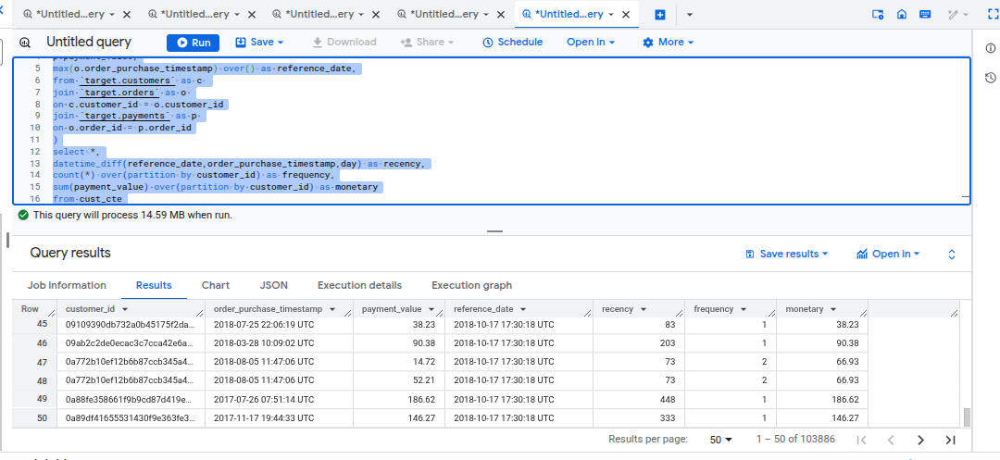 *Untitled...ery *Untitled...ery *Untitled...ery *Untitled...ery *Untitled...ery
Untitled query Run Save Download Share Schedule Open in More
5 max(o.order_purchase_timestamp) over() as reference_date,
6 from `target.customers` as c
7 join `target.orders` as o
8 on c.customer_id = o.customer_id
9 join `target.payments` as p
10 on o.order_id = p.order_id
11 )
12 select *,
13 datetime_diff(reference_date,order_purchase_timestamp,day) as recency,
14 count(*) over(partition by customer_id) as frequency,
15 sum(payment_value) over(partition by customer_id) as monetary
16 from cust_cte
This query will process 14.59 MB when run.
Query results Save results Open in
Job information Results Chart JSON Execution details Execution graph
Row customer_id order_purchase_timestamp payment_value reference_date recency frequency monetary
45 09109390db732a0b45175f2da... 2018-07-25 22:06:19 UTC 38.23 2018-10-17 17:30:18 UTC 83 1 38.23
46 09ab2c2de0ecac3c7cca42e6a... 2018-03-28 10:09:02 UTC 90.38 2018-10-17 17:30:18 UTC 203 1 90.38
47 0a772b10ef12b6b87ccb345a4... 2018-08-05 11:47:06 UTC 14.72 2018-10-17 17:30:18 UTC 73 2 66.93
48 0a772b10ef12b6b87ccb345a4... 2018-08-05 11:47:06 UTC 52.21 2018-10-17 17:30:18 UTC 73 2 66.93
49 0a88fe358661f9b9cd87d419e... 2017-07-26 07:51:14 UTC 186.62 2018-10-17 17:30:18 UTC 448 1 186.62
50 0a89df41655531430f9e363fe3... 2017-11-17 19:44:33 UTC 146.27 2018-10-17 17:30:18 UTC 333 1 146.27
Results per page: 50 1 – 50 of 103886